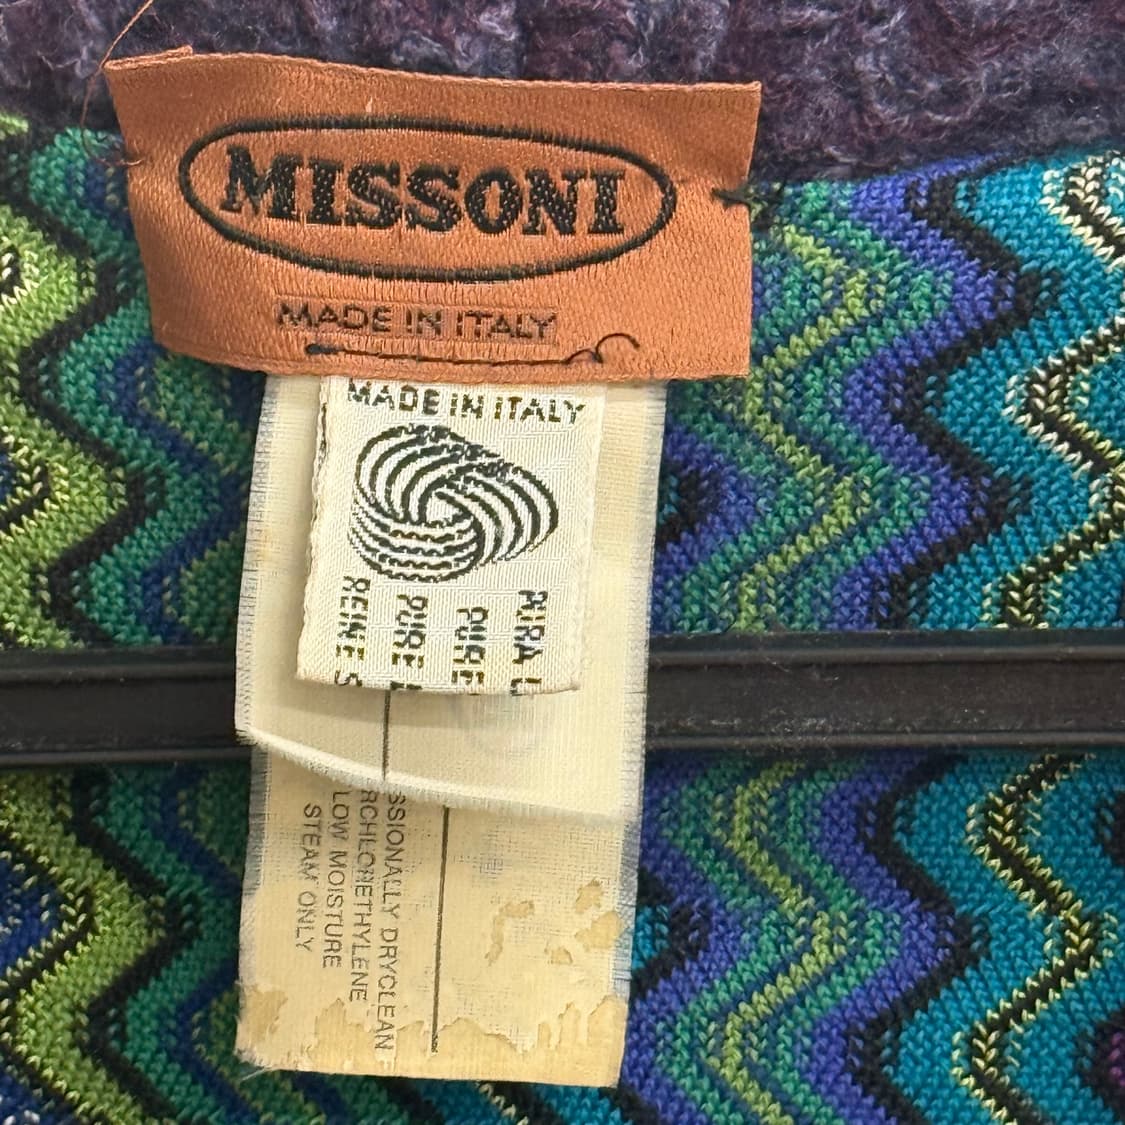 MISSONI
MADE IN ITALY
MADE IN ITALY
PURA
PURE
PURE
REINE
SSIONALLY DRYCLEAN
RCHLORETHYLENE
LOW MOISTURE
STEAM ONLY